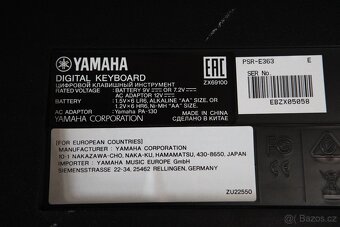 YAMAHA
DIGITAL KEYBOARD
ЦИФРОВОЙ КЛАВИШНЫЙ ИНСТРУМЕНТ
RATED VOLTAGE : BATTERY 9V ⎓ OR 7.2V⎓
AC ADAPTOR 12V⎓
BATTERY : 1.5V×6 LR6, ALKALINE "AA" SIZE, OR
1.2V×6 HR6, Ni-MH "AA" SIZE
AC ADAPTOR : YAMAHA PA-130
YAMAHA CORPORATION
MADE IN CHINA
СДЕЛАНО В КИТАЕ
EAC
ZX69100
PSR-E363 E
SER No
EBZX05058
[FOR EUROPEAN COUNTRIES]
MANUFACTURER : YAMAHA CORPORATION
10-1 NAKAZAWA-CHO, NAKA-KU, HAMAMATSU, 430-8650, JAPAN
IMPORTER : YAMAHA MUSIC EUROPE GmbH
SIEMENSSTRASSE 22-34, 25462 RELLINGEN, GERMANY
ZU22550
bazos.cz